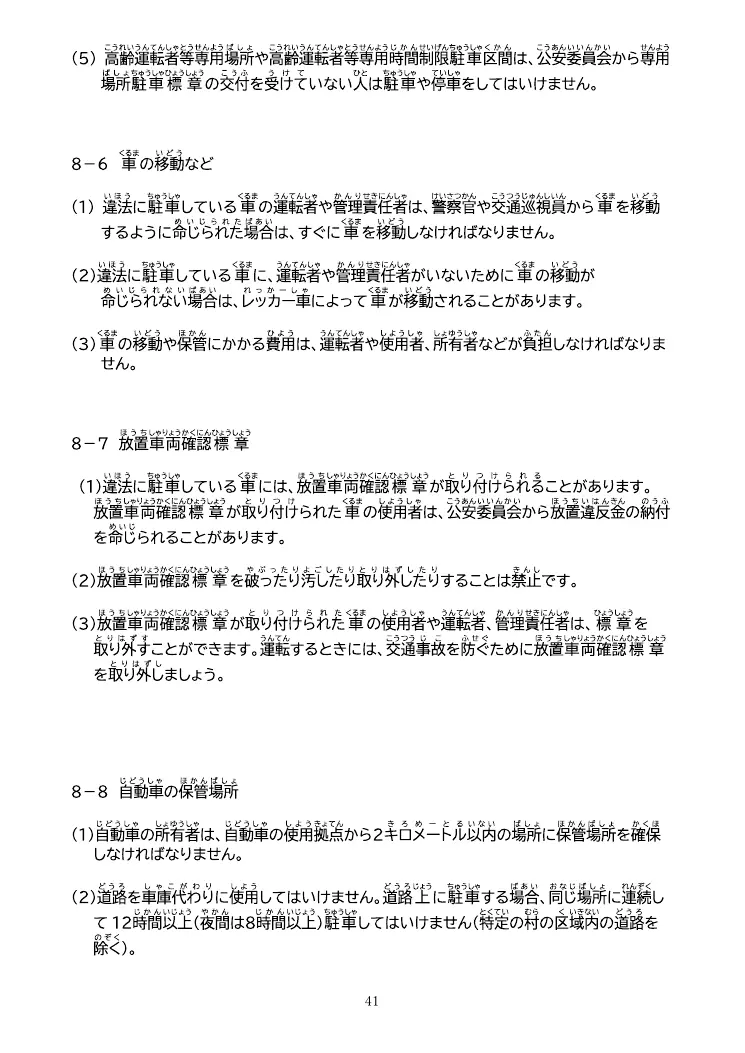 (5) 高齢運転者等専用場所や高齢運転者等専用時間制限駐車区間は、公安委員会から専用
場所駐車標章の交付を受けていない人は駐車や停車をしてはいけません。
8－6 車の移動など
(1) 違法に駐車している車の運転者や管理責任者は、警察官や交通巡視員から車を移動
するように命じられた場合は、すぐに車を移動しなければなりません。
(2)違法に駐車している車に、運転者や管理責任者がいないために車の移動が
命じられない場合は、レッカー車によって車が移動されることがあります。
(3)車の移動や保管にかかる費用は、運転者や使用者、所有者などが負担しなければなりま
せん。
8－7 放置車両確認標章
(1)違法に駐車している車には、放置車両確認標章が取り付けられることがあります。
放置車両確認標章が取り付けられた車の使用者は、公安委員会から放置違反金の納付
を命じられることがあります。
(2)放置車両確認標章を破ったり汚したり取り外したりすることは禁止です。
(3)放置車両確認標章が取り付けられた車の使用者や運転者、管理責任者は、標章を
取り外すことができます。運転するときには、交通事故を防ぐために放置車両確認標章
を取り外しましょう。
8－8 自動車の保管場所
(1)自動車の所有者は、自動車の使用拠点から2キロメートル以内の場所に保管場所を確保
しなければなりません。
(2)道路を車庫代わりに使用してはいけません。道路上に駐車する場合、同じ場所に連続し
て12時間以上(夜間は8時間以上)駐車してはいけません(特定の村の区域内の道路を
除く)。
41